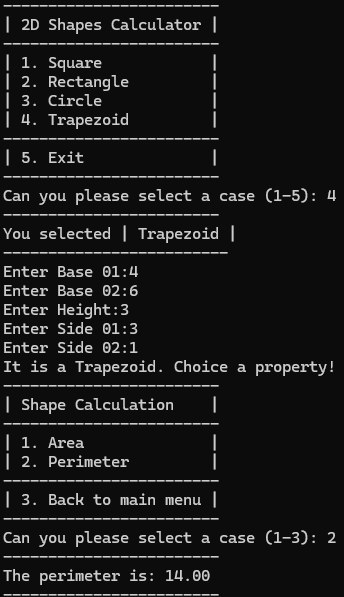 ------------------------
| 2D Shapes Calculator |
------------------------
| 1. Square            |
| 2. Rectangle         |
| 3. Circle            |
| 4. Trapezoid         |
------------------------
| 5. Exit              |
------------------------
Can you please select a case (1-5): 4
------------------------
You selected | Trapezoid |
-------------------------
Enter Base 01:4
Enter Base 02:6
Enter Height:3
Enter Side 01:3
Enter Side 02:1
It is a Trapezoid. Choice a property!
------------------------
| Shape Calculation    |
------------------------
| 1. Area              |
| 2. Perimeter         |
------------------------
| 3. Back to main menu |
------------------------
Can you please select a case (1-3): 2
------------------------
The perimeter is: 14.00
------------------------